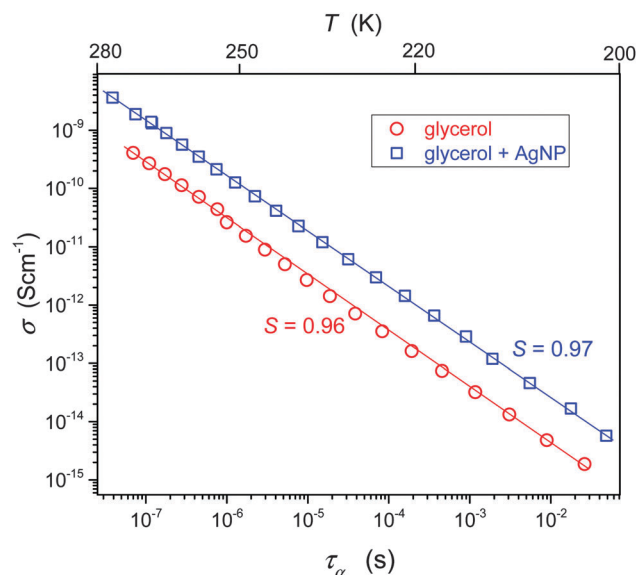 T (K)
280 250 220 200
glycerol
glycerol + AgNP
10⁻⁹
10⁻¹⁰
10⁻¹¹
10⁻¹²
10⁻¹³
10⁻¹⁴
10⁻¹⁵
σ (Scm⁻¹)
S = 0.96
S = 0.97
10⁻⁷ 10⁻⁶ 10⁻⁵ 10⁻⁴ 10⁻³ 10⁻²
τα (s)